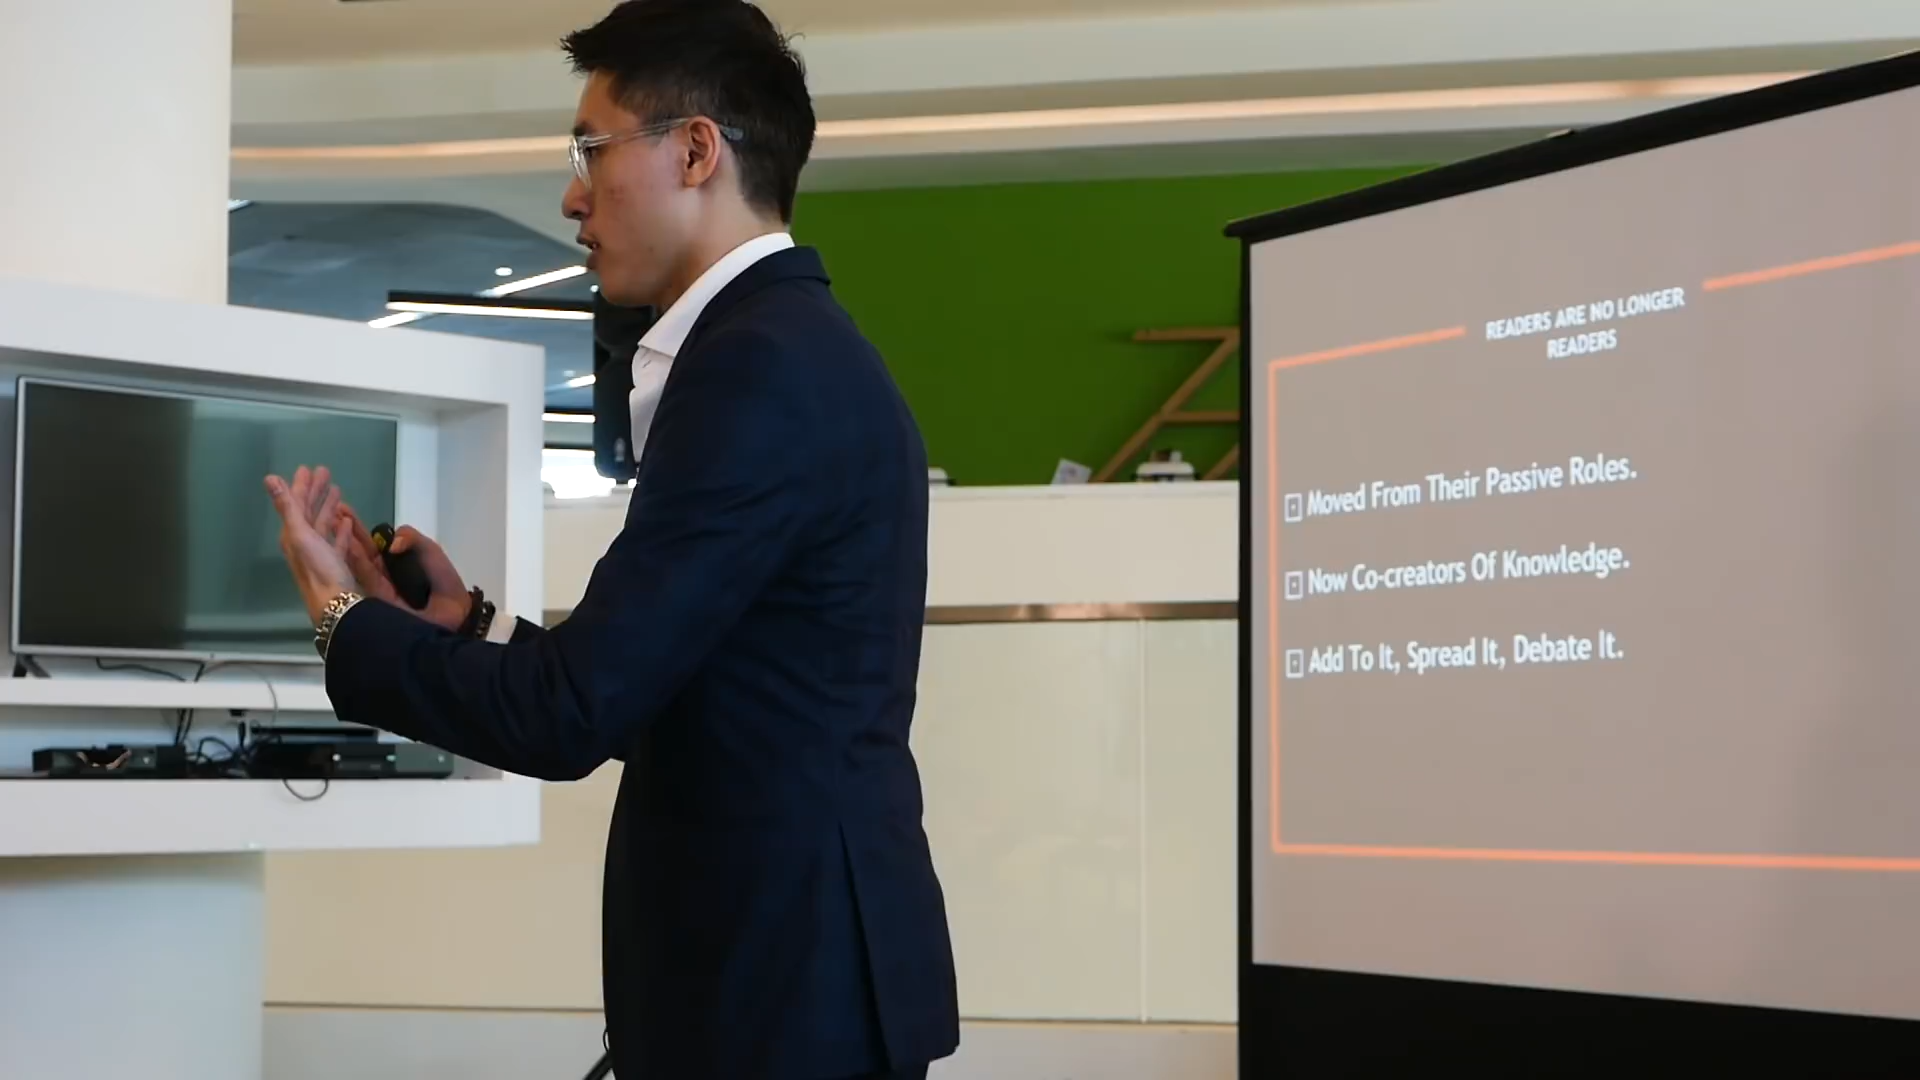 READERS ARE NO LONGER
READERS
Moved From Their Passive Roles.
Now Co-creators Of Knowledge.
Add To It, Spread It, Debate It.